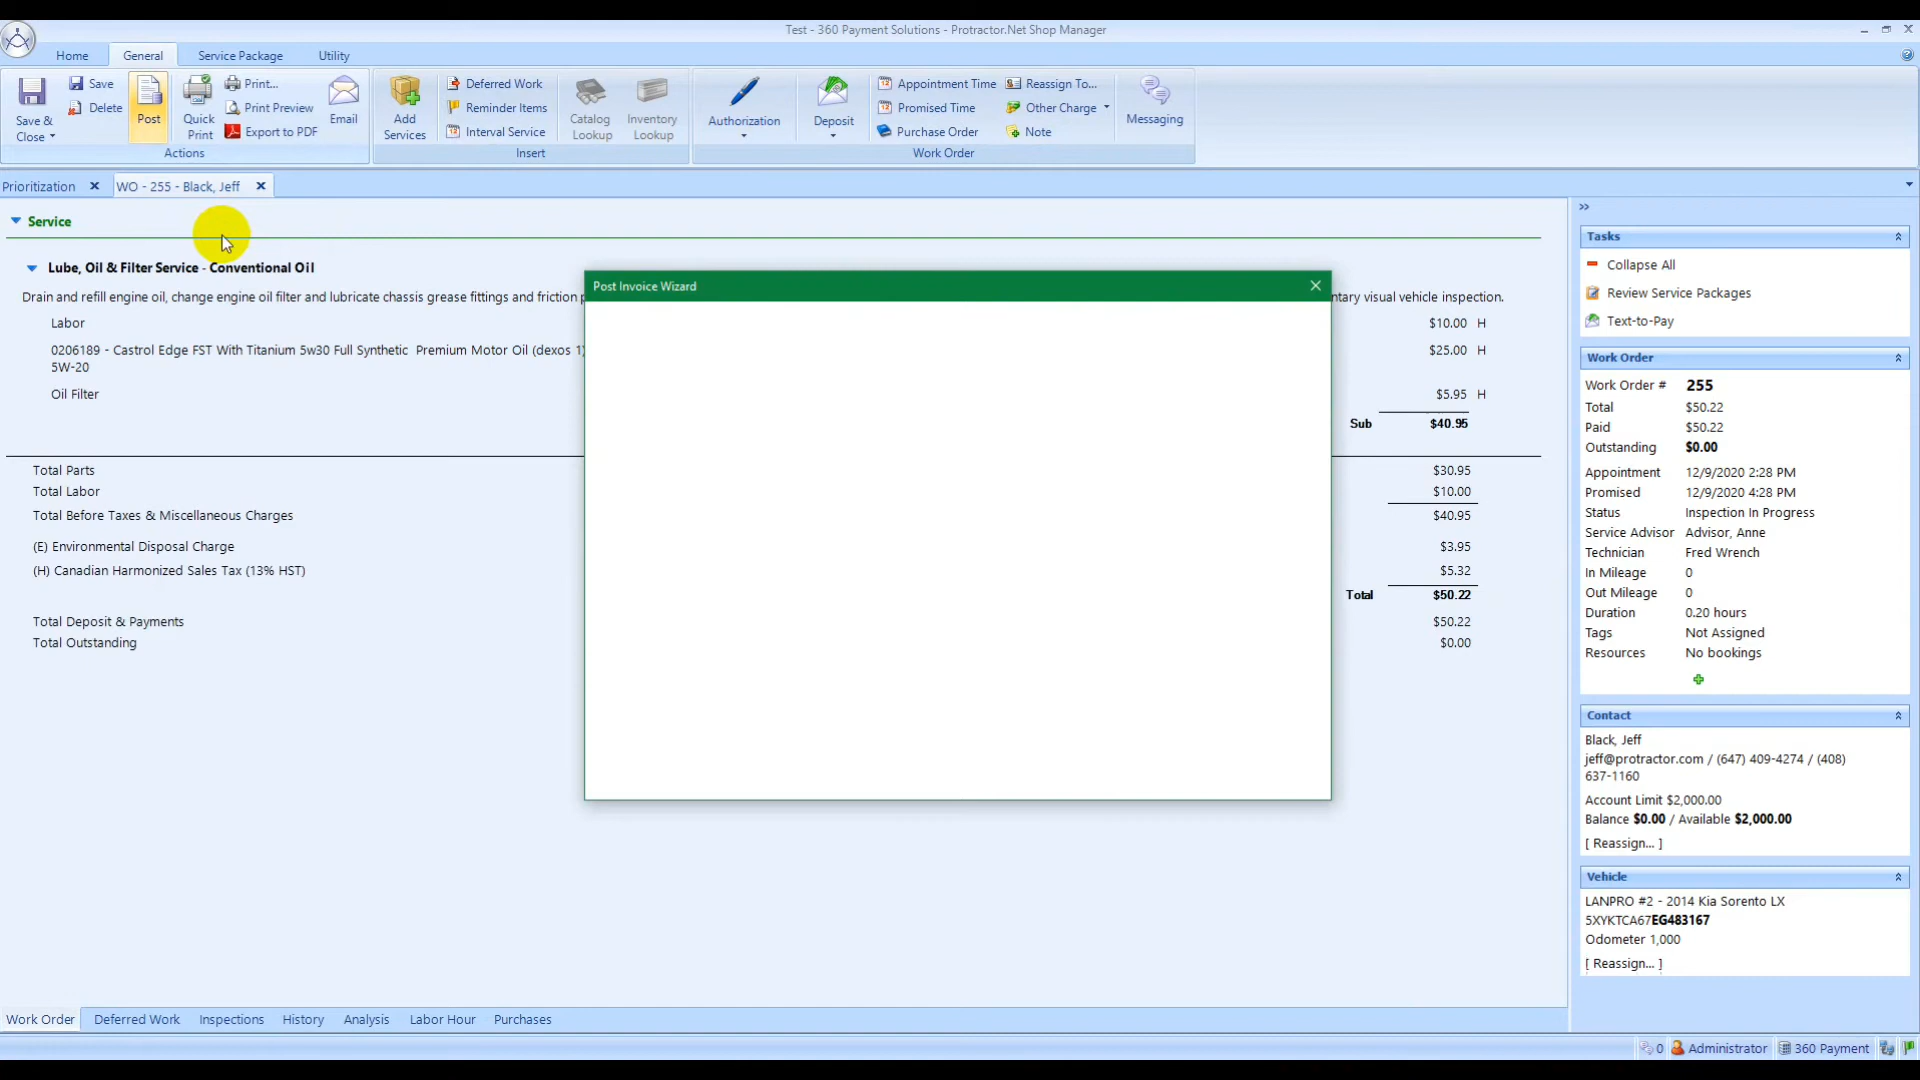 Test - 360 Payment Solutions - Protractor.Net Shop Manager
Home General Service Package Utility
Save & Close
Save
Delete
Post
Quick Print
Print...
Print Preview
Export to PDF
Email
Actions
Add Services
Deferred Work
Reminder Items
Interval Service
Catalog Lookup
Inventory Lookup
Insert
Authorization
Deposit
Appointment Time
Promised Time
Purchase Order
Reassign To...
Other Charge
Note
Messaging
Work Order
Prioritization
WO - 255 - Black, Jeff
Service
Lube, Oil & Filter Service - Conventional Oil
Drain and refill engine oil, change engine oil filter and lubricate chassis grease fittings and friction
ntary visual vehicle inspection.
Labor $10.00 H
0206189 - Castrol Edge FST With Titanium 5w30 Full Synthetic Premium Motor Oil (dexos 1) $25.00 H
5W-20
Oil Filter $5.95 H
Sub $40.95
Total Parts $30.95
Total Labor $10.00
Total Before Taxes & Miscellaneous Charges $40.95
(E) Environmental Disposal Charge $3.95
(H) Canadian Harmonized Sales Tax (13% HST) $5.32
Total $50.22
Total Deposit & Payments $50.22
Total Outstanding $0.00
Post Invoice Wizard
Tasks
Collapse All
Review Service Packages
Text-to-Pay
Work Order
Work Order # 255
Total $50.22
Paid $50.22
Outstanding $0.00
Appointment 12/9/2020 2:28 PM
Promised 12/9/2020 4:28 PM
Status Inspection In Progress
Service Advisor Advisor, Anne
Technician Fred Wrench
In Mileage 0
Out Mileage 0
Duration 0.20 hours
Tags Not Assigned
Resources No bookings
Contact
Black, Jeff
jeff@protractor.com / (647) 409-4274 / (408)
637-1160
Account Limit $2,000.00
Balance $0.00 / Available $2,000.00
[ Reassign... ]
Vehicle
LANPRO #2 - 2014 Kia Sorento LX
5XYKTCA67EG483167
Odometer 1,000
[ Reassign... ]
Work Order Deferred Work Inspections History Analysis Labor Hour Purchases
0 Administrator 360 Payment